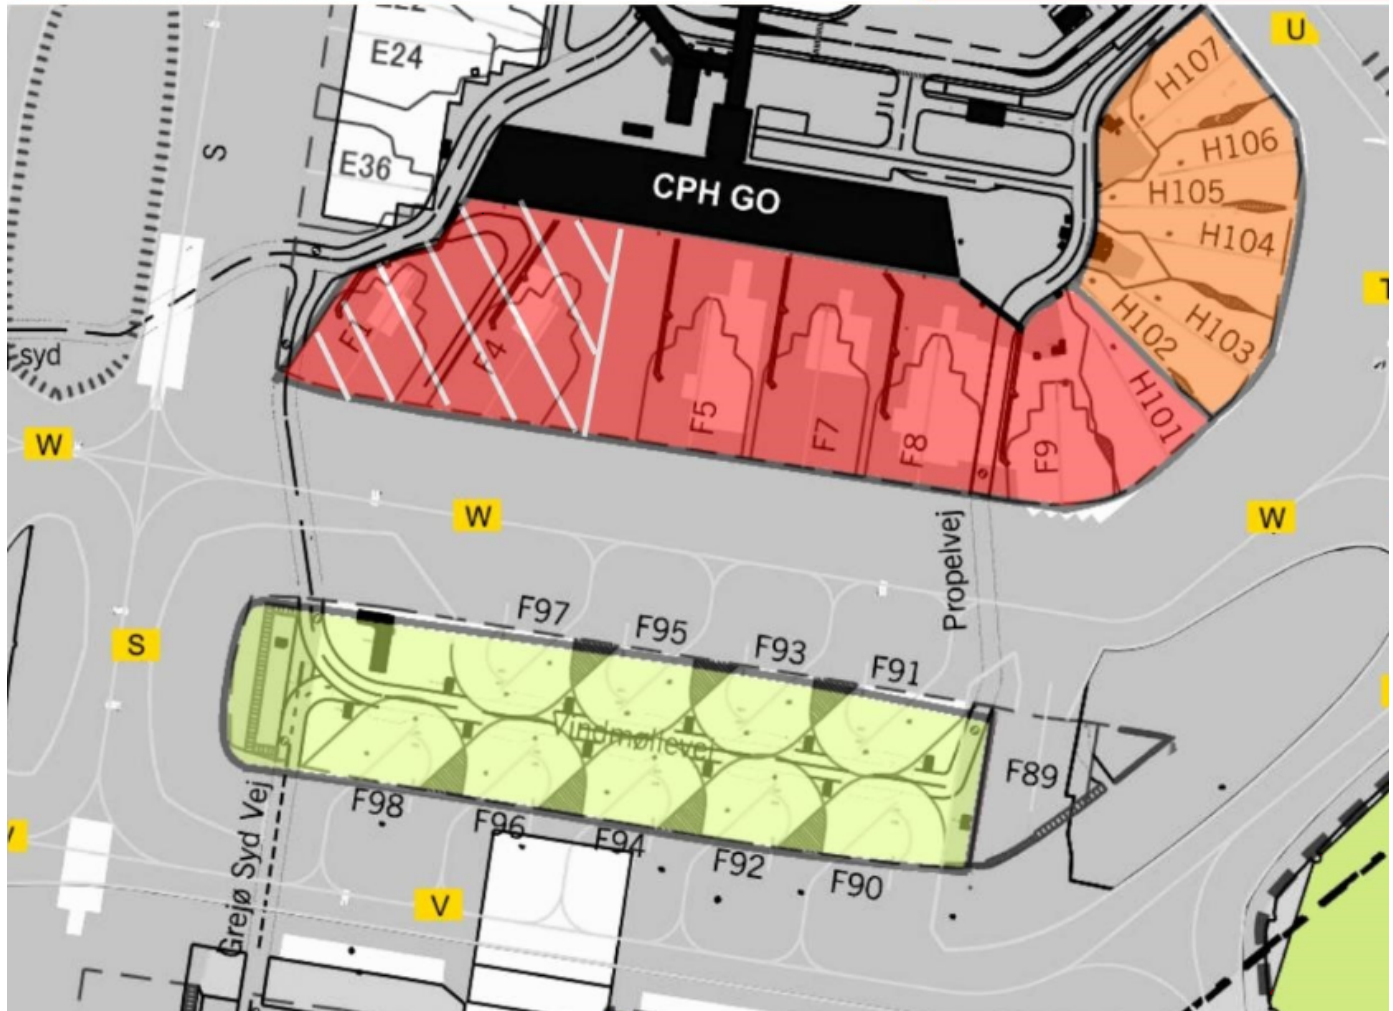 E24
U
H107
S
H106
E36
CPH GO
H105
H104
H103
H102
F1
F4
syd
H101
F5
F7
F8
F9
W
W
W
Propelvej
F97
F95
F93
F91
S
Vindmøllevej
F89
F98
F96
F94
F92
F90
Grejø Syd Vej
V